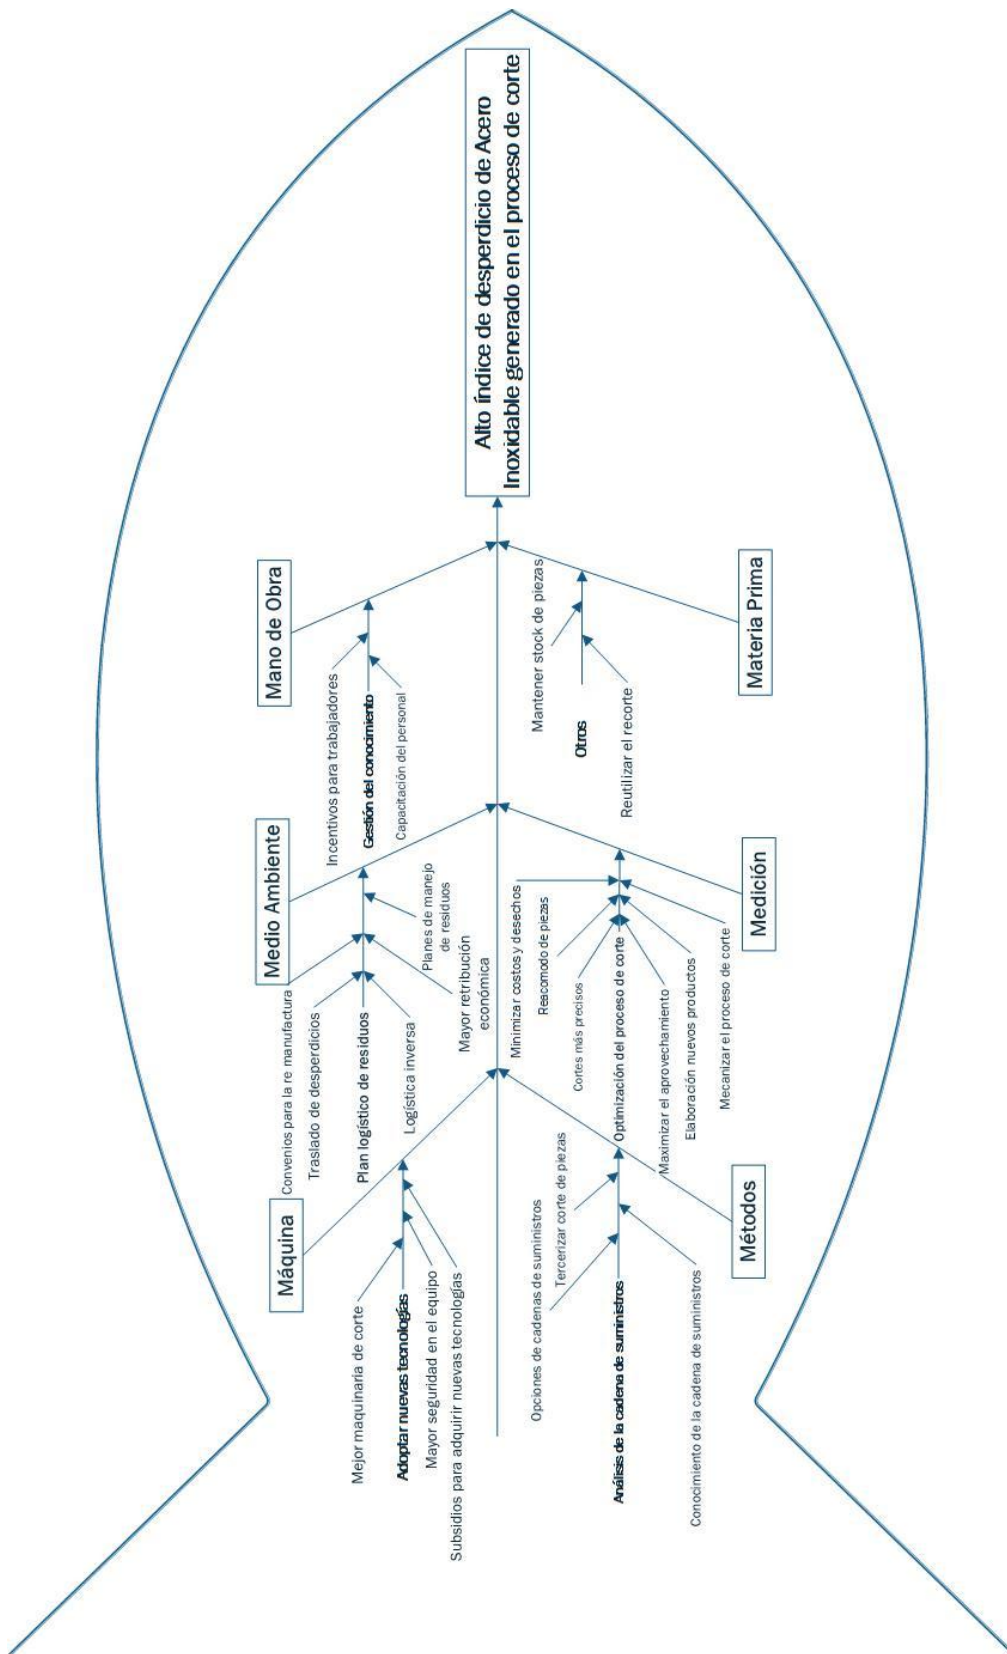 Máquina
Mejor maquinaria de corte
Adoptar nuevas tecnologías
Mayor seguridad en el equipo
Subsidios para adquirir nuevas tecnologías
Medio Ambiente
Convenios para la re manufactura
Traslado de desperdicios
Plan logístico de residuos
Logística inversa
Mayor retribución
económica
Planes de manejo
de residuos
Mano de Obra
Incentivos para trabajadores
Gestión del conocimiento
Capacitación del personal
Alto índice de desperdicio de Acero
Inoxidable generado en el proceso de corte
Opciones de cadenas de suministros
Tercerizar corte de piezas
Análisis de la cadena de suministros
Conocimiento de la cadena de suministros
Métodos
Minimizar costos y desechos
Reacomodo de piezas
Cortes más precisos
Optimización del proceso de corte
Maximizar el aprovechamiento
Elaboración nuevos productos
Mecanizar el proceso de corte
Medición
Mantener stock de piezas
Otros
Reutilizar el recorte
Materia Prima